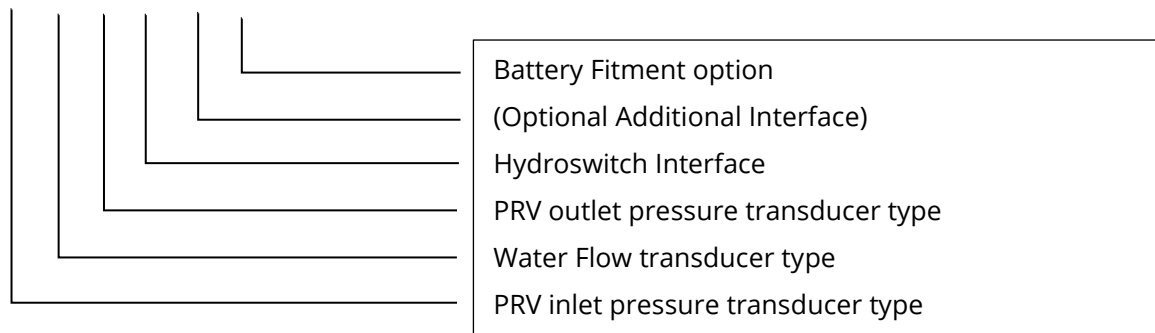 Battery Fitment option
(Optional Additional Interface)
Hydroswitch Interface
PRV outlet pressure transducer type
Water Flow transducer type
PRV inlet pressure transducer type